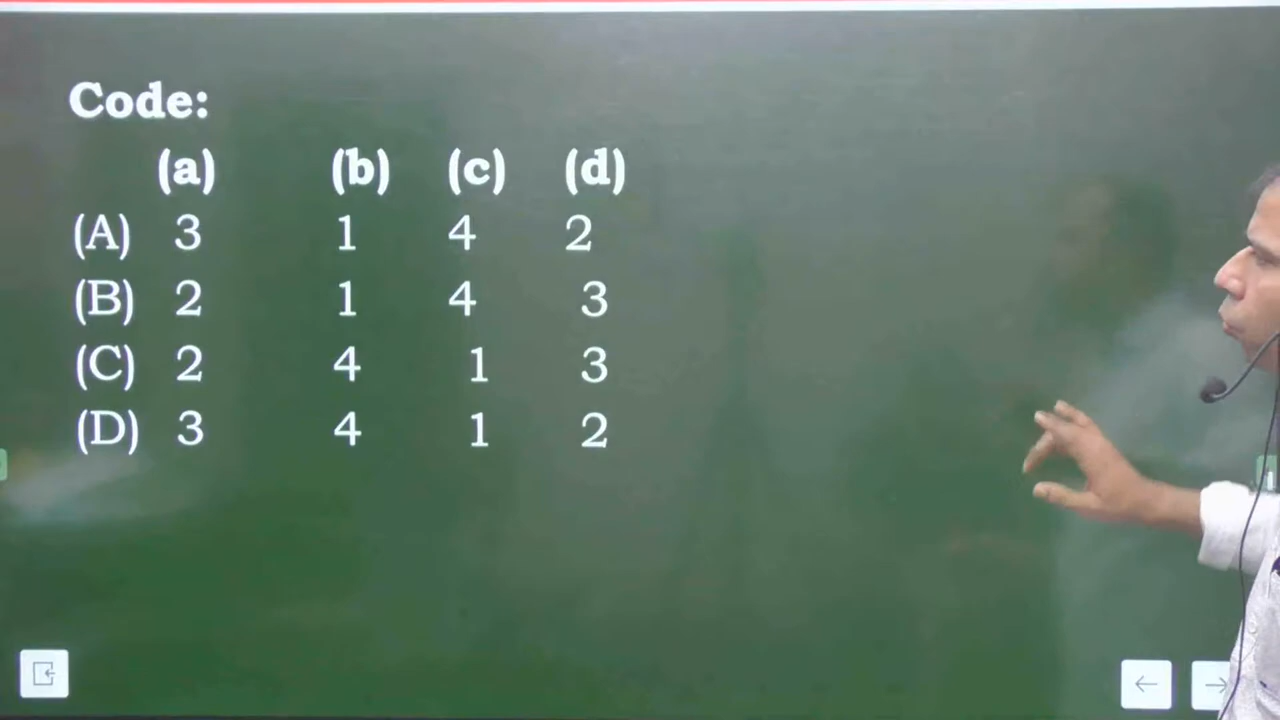 Code:
(a) (b) (c) (d)
(A) 3 1 4 2
(B) 2 1 4 3
(C) 2 4 1 3
(D) 3 4 1 2